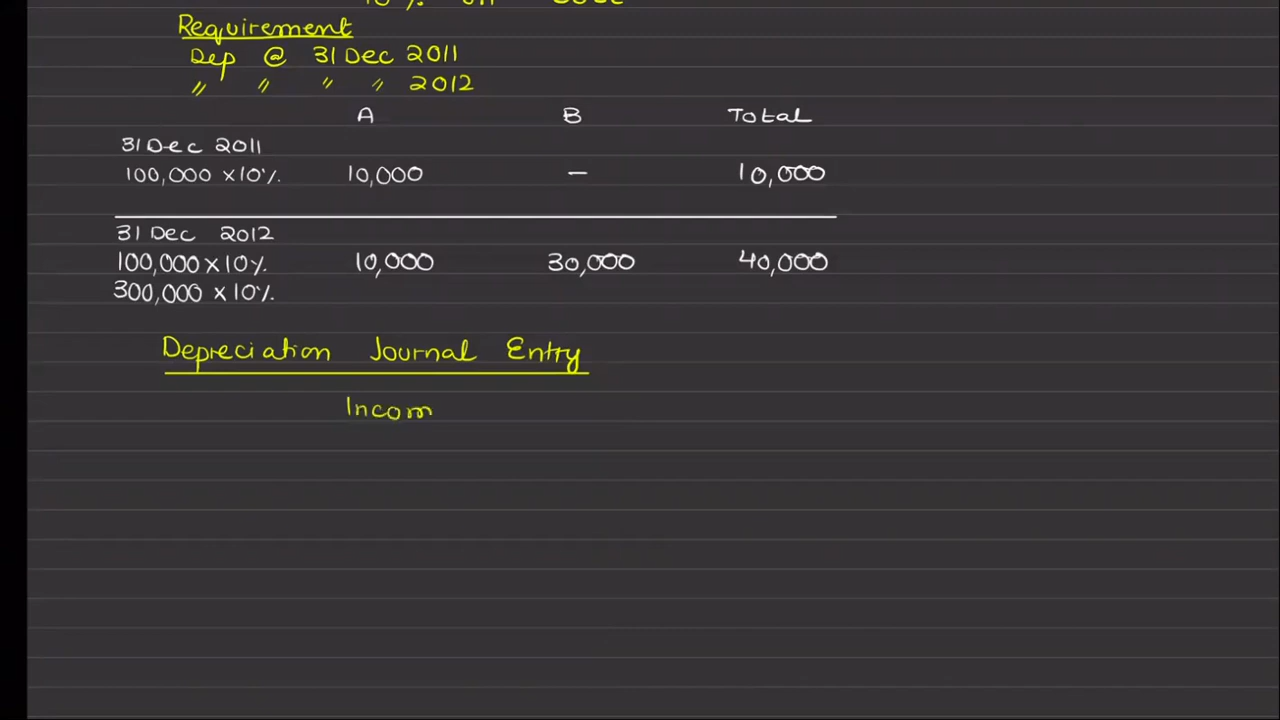 Requirement
Dep @ 31 Dec 2011
〃 〃 〃 〃 2012
A B Total
31 Dec 2011
100,000 x 10% 10,000 — 10,000
31 Dec 2012
100,000 x 10% 10,000 30,000 40,000
300,000 x 10%
Depreciation Journal Entry
Incom